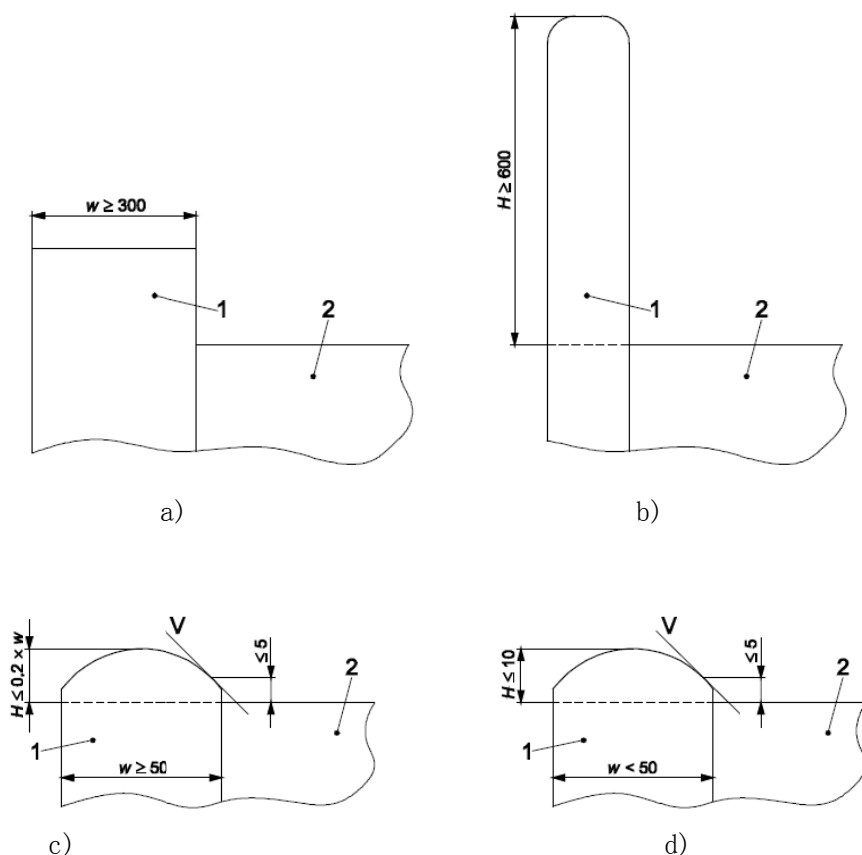 w ≥ 300
1
2
a)
H ≥ 600
1
2
b)
H ≤ 0,2 × w
V
≤ 5
2
1
w ≥ 50
c)
H ≤ 10
V
≤ 5
2
1
w < 50
d)